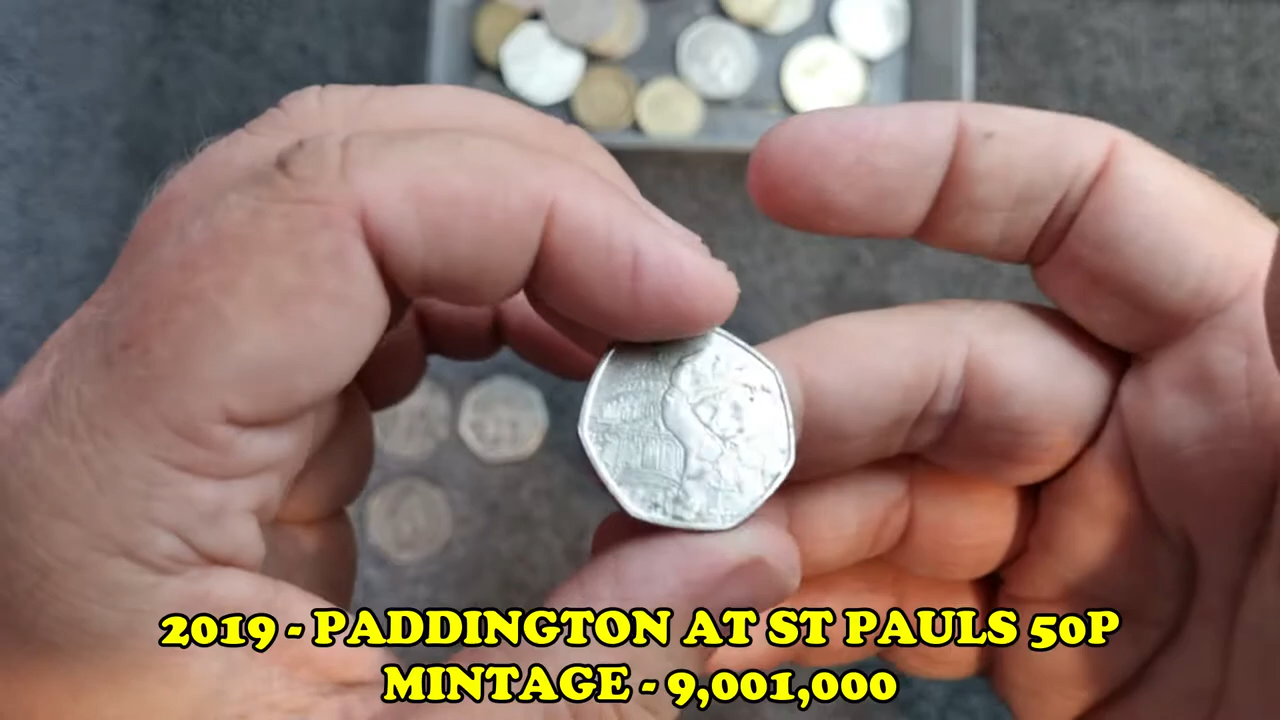 2019 - PADDINGTON AT ST PAULS 50P
MINTAGE - 9,001,000